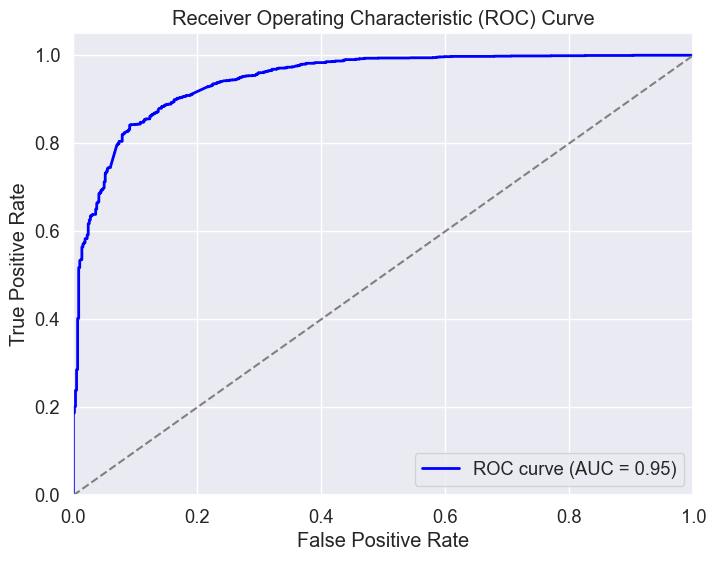 Receiver Operating Characteristic (ROC) Curve
1.0
0.8
0.6
0.4
0.2
0.0
True Positive Rate
ROC curve (AUC = 0.95)
0.0 0.2 0.4 0.6 0.8 1.0
False Positive Rate